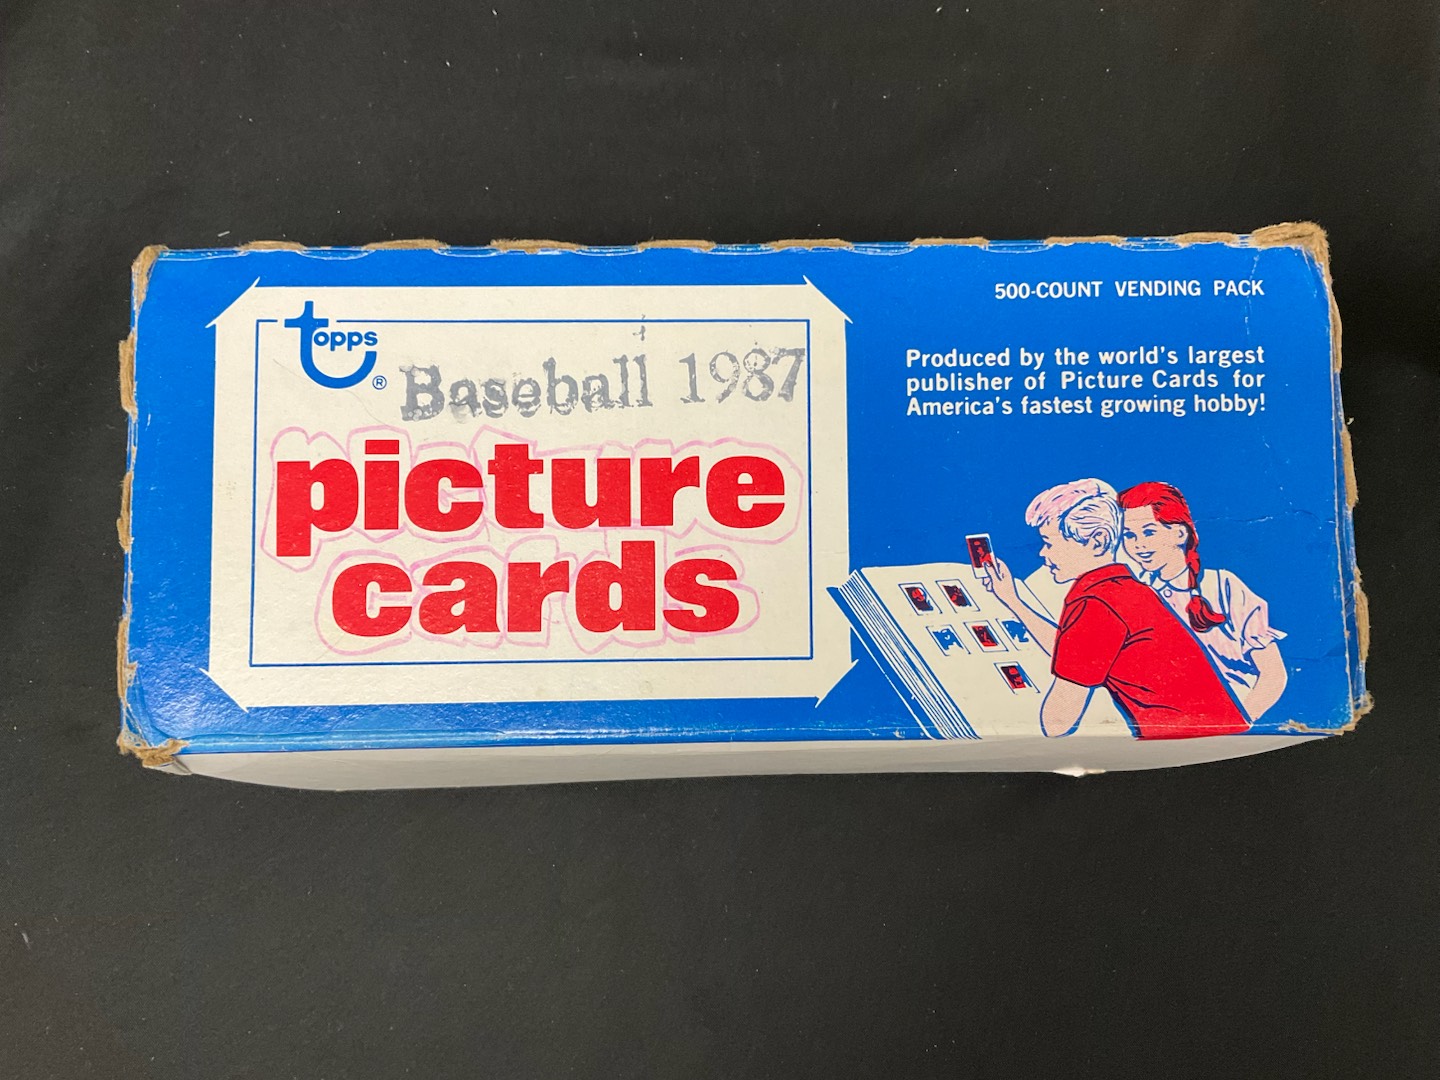 topps ®
Baseball 1987
picture
cards
500-COUNT VENDING PACK
Produced by the world's largest
publisher of Picture Cards for
America's fastest growing hobby!